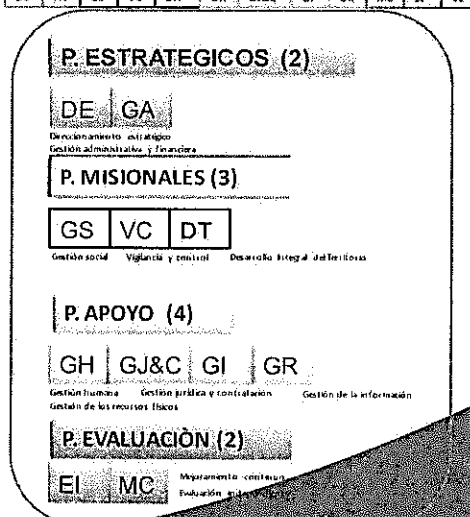 P. ESTRATEGICOS (2)
DE GA
Direccionamiento estratégico
Gestión administrativa y financiera
P. MISIONALES (3)
GS VC DT
Gestión social Vigilancia y control Desarrollo Integral del Territorio
P. APOYO (4)
GH GJ&C GI GR
Gestión humana Gestión jurídica y contratación Gestión de la información
Gestión de los recursos físicos
P. EVALUACIÒN (2)
EI MC Mejoramiento continuo
Evaluación